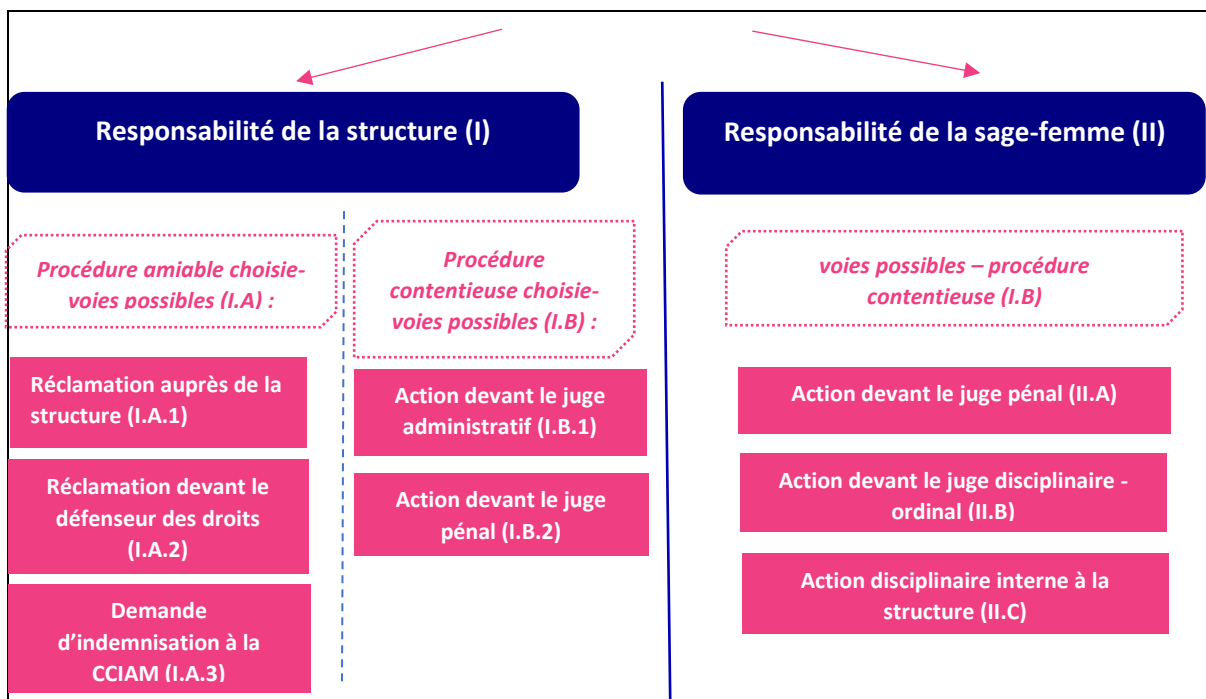 Responsabilité de la structure (I)
Responsabilité de la sage-femme (II)
Procédure amiable choisie-
voies possibles (I.A) :
Procédure
contentieuse choisie-
voies possibles (I.B) :
voies possibles – procédure
contentieuse (I.B)
Réclamation auprès de la
structure (I.A.1)
Réclamation devant le
défenseur des droits
(I.A.2)
Demande
d’indemnisation à la
CCIAM (I.A.3)
Action devant le juge
administratif (I.B.1)
Action devant le juge
pénal (I.B.2)
Action devant le juge pénal (II.A)
Action devant le juge disciplinaire -
ordinal (II.B)
Action disciplinaire interne à la
structure (II.C)